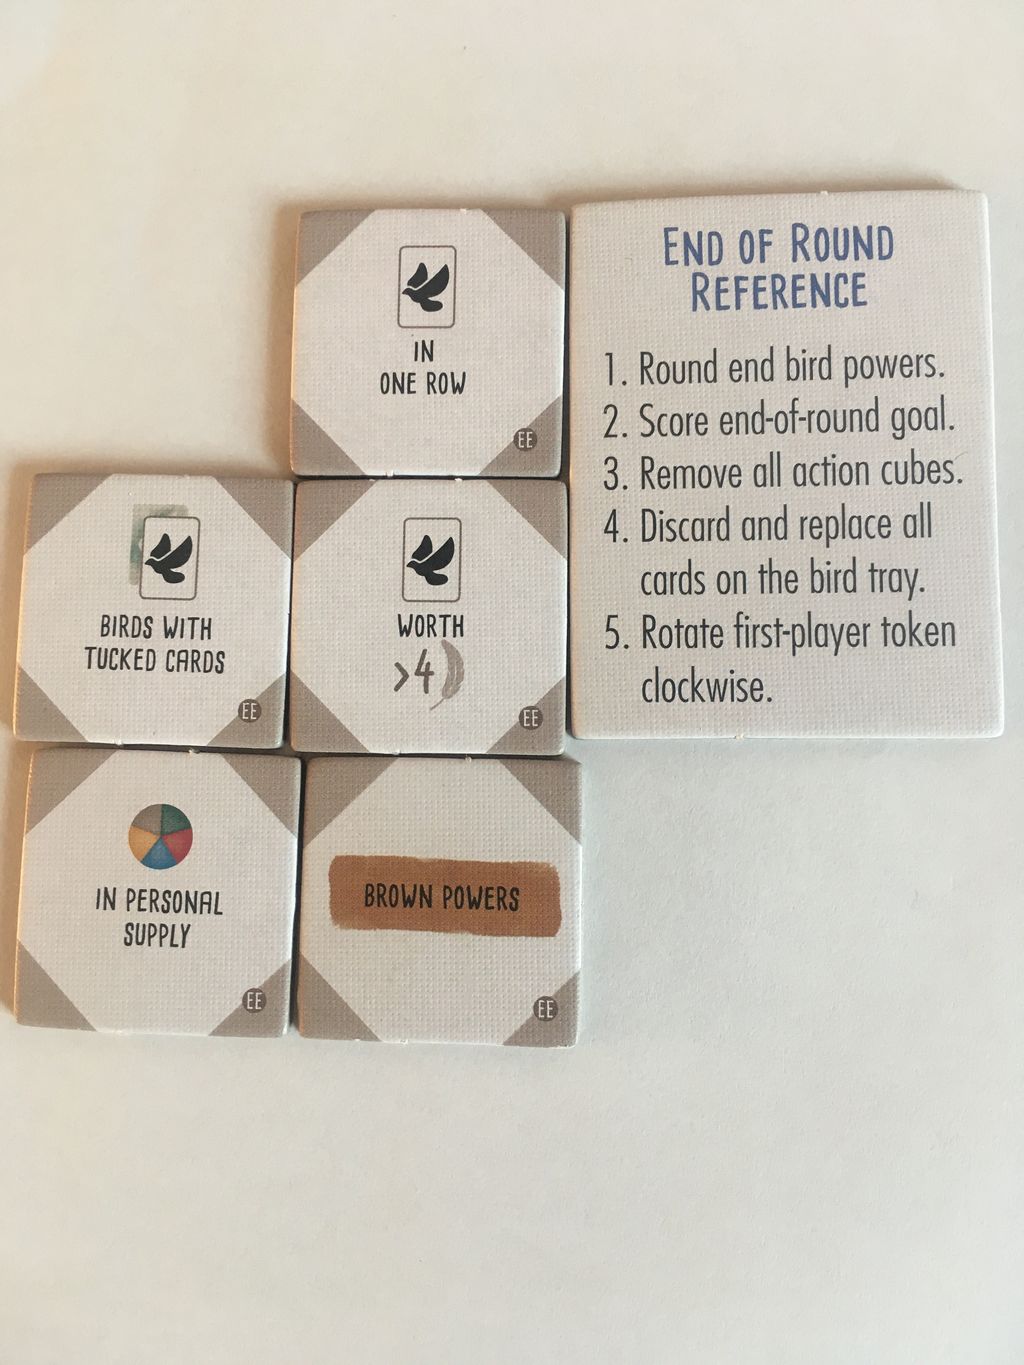 IN
ONE ROW
EE
BIRDS WITH
TUCKED CARDS
EE
WORTH
>4
EE
IN PERSONAL
SUPPLY
EE
BROWN POWERS
EE
END OF ROUND
REFERENCE
1. Round end bird powers.
2. Score end-of-round goal.
3. Remove all action cubes.
4. Discard and replace all
cards on the bird tray.
5. Rotate first-player token
clockwise.